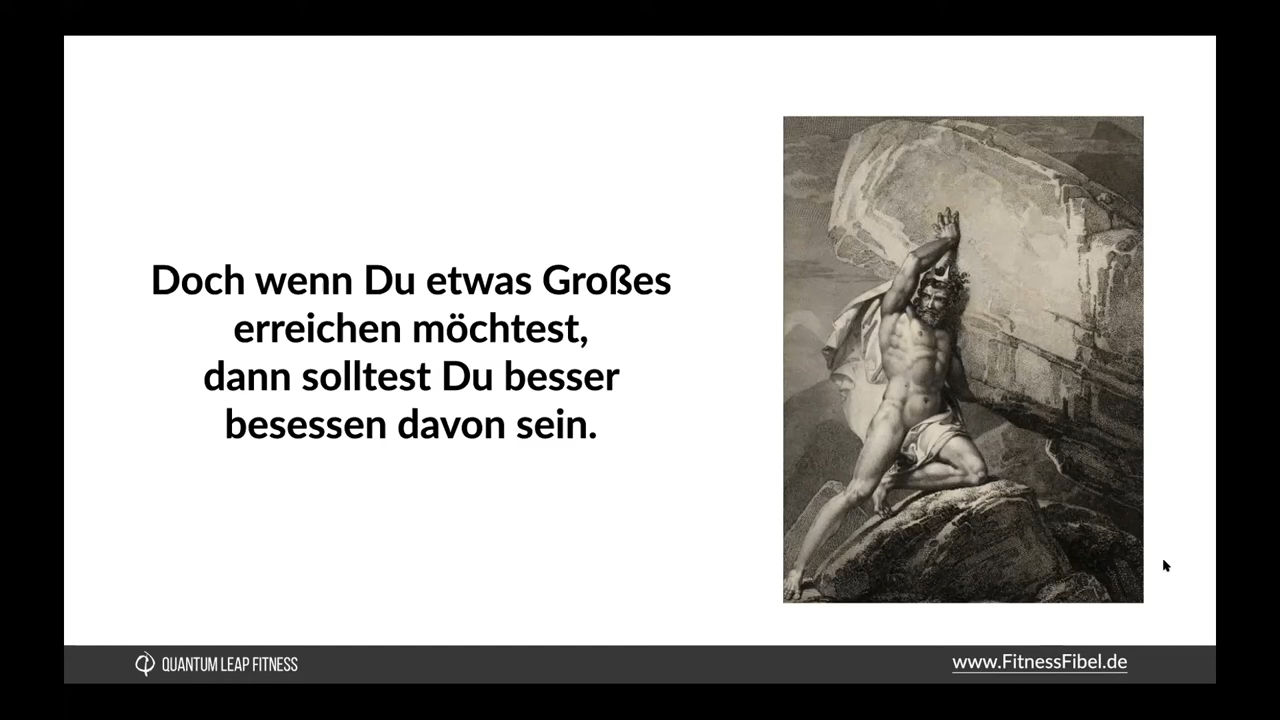 Doch wenn Du etwas Großes
erreichen möchtest,
dann solltest Du besser
besessen davon sein.
QUANTUM LEAP FITNESS
www.FitnessFibel.de